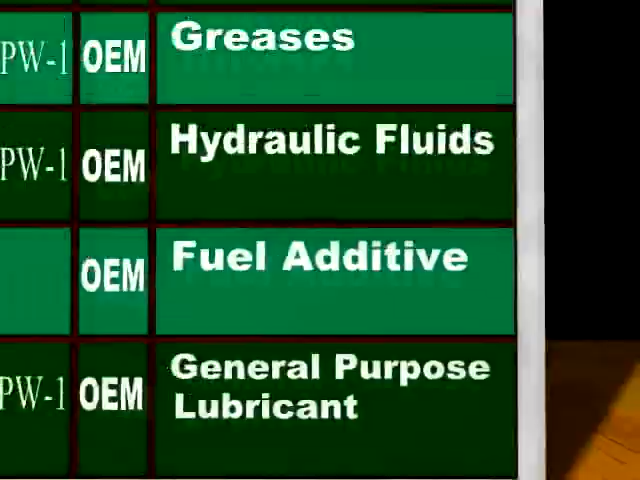 PW-1 OEM Greases
PW-1 OEM Hydraulic Fluids
OEM Fuel Additive
PW-1 OEM General Purpose
Lubricant